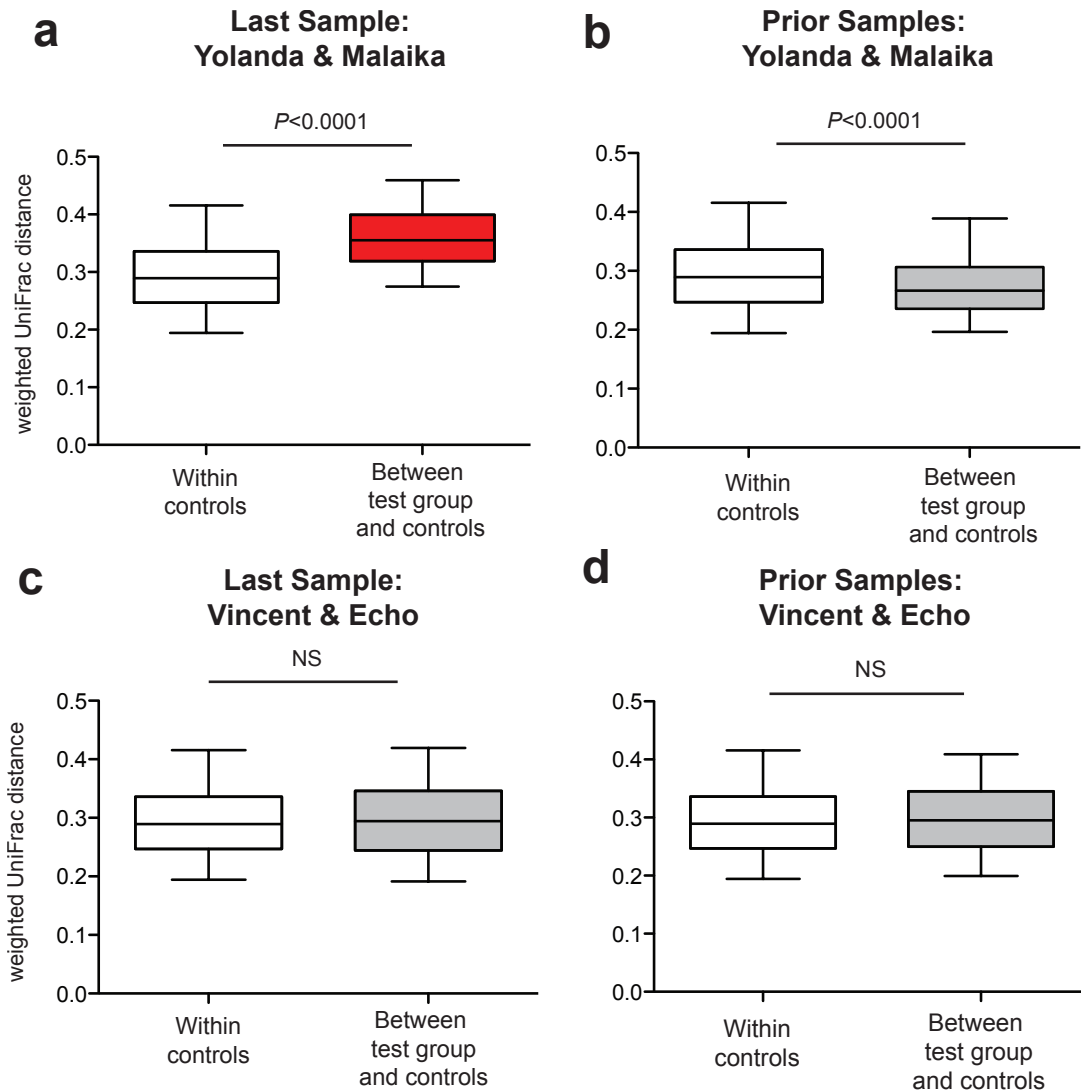 a
Last Sample:
Yolanda & Malaika
P<0.0001
weighted UniFrac distance
0.5
0.4
0.3
0.2
0.1
0.0
Within
controls
Between
test group
and controls
b
Prior Samples:
Yolanda & Malaika
P<0.0001
0.5
0.4
0.3
0.2
0.1
0.0
Within
controls
Between
test group
and controls
c
Last Sample:
Vincent & Echo
NS
weighted UniFrac distance
0.5
0.4
0.3
0.2
0.1
0.0
Within
controls
Between
test group
and controls
d
Prior Samples:
Vincent & Echo
NS
0.5
0.4
0.3
0.2
0.1
0.0
Within
controls
Between
test group
and controls